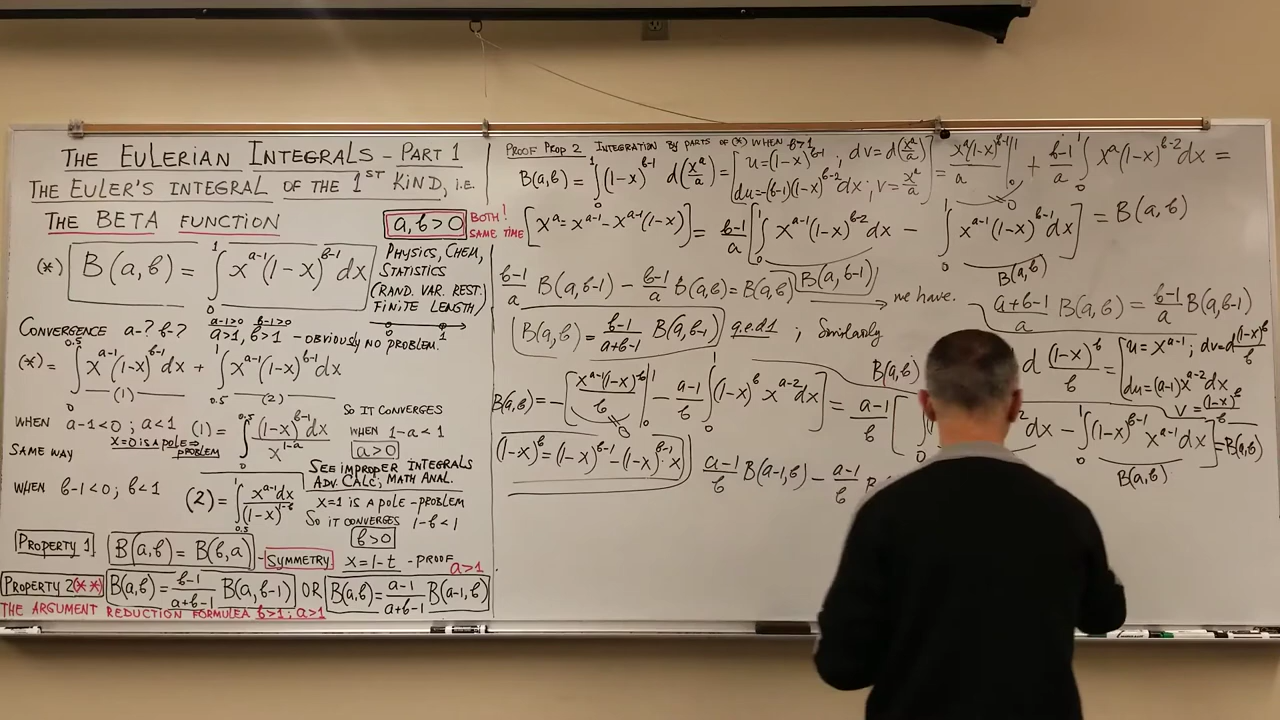 THE EULERIAN INTEGRALS - PART 1
THE EULER'S INTEGRAL OF THE 1ST KIND, i.e.
THE BETA FUNCTION
a,b>0
BOTH!
SAME TIME
(*) B(a,b) = ∫₀¹ x^{a-1}(1-x)^{b-1}dx
PHYSICS, CHEM,
STATISTICS
(RAND. VAR. REST.
FINITE LENGTH)
0 1
CONVERGENCE a-? b-? a-1>0 b-1>0
a>1, b>1 - OBVIOUSLY NO PROBLEM.
(*) = ∫₀^{0.5} x^{a-1}(1-x)^{b-1}dx + ∫_{0.5}^1 x^{a-1}(1-x)^{b-1}dx
(1) (2)
WHEN a-1<0; a<1 (1) = ∫₀^{0.5} (1-x)^{b-1}dx / x^{1-a}
X=0 IS A POLE ⇒ PROBLEM
SO IT CONVERGES
WHEN 1-a<1
a>0
SAME WAY
SEE IMPROPER INTEGRALS
ADV. CALC; MATH ANAL.
WHEN b-1<0; b<1 (2) = ∫_{0.5}^1 x^{a-1}dx / (1-x)^{1-b}
X=1 IS A POLE - PROBLEM
SO IT CONVERGES 1-b<1
b>0
PROPERTY 1 B(a,b) = B(b,a) - SYMMETRY X=1-t - PROOF
a>1
PROPERTY 2 (**) B(a,b) = (b-1)/(a+b-1) B(a,b-1) OR B(a,b) = (a-1)/(a+b-1) B(a-1,b)
THE ARGUMENT REDUCTION FORMULA b>1; a>1
PROOF PROP 2 INTEGRATION BY PARTS OF (*) WHEN b>1
B(a,b) = ∫₀¹ (1-x)^{b-1} d(x^a/a) = [u=(1-x)^{b-1}; dv=d(x^a/a)
du=-(b-1)(1-x)^{b-2}dx; v=x^a/a] = x^a(1-x)^{b-1}/a |₀¹ + (b-1)/a ∫₀¹ x^a(1-x)^{b-2}dx =
0
[x^a = x^{a-1} - x^{a-1}(1-x)] = (b-1)/a [∫₀¹ x^{a-1}(1-x)^{b-2}dx - ∫₀¹ x^{a-1}(1-x)^{b-1}dx] = B(a,b)
B(a,b-1) B(a,b)
(b-1)/a B(a,b-1) - (b-1)/a B(a,b) = B(a,b) → we have. (a+b-1)/a B(a,b) = (b-1)/a B(a,b-1)
B(a,b) = (b-1)/(a+b-1) B(a,b-1) q.e.d 1; Similarly
B(a,b)
d (1-x)^b/b = [u=x^{a-1}; dv=d(1-x)^b/b
du=(a-1)x^{a-2}dx
v=(1-x)^b/b
B(a,b) = -[x^{a-1}(1-x)^b/b |₀¹ - (a-1)/b ∫₀¹ (1-x)^b x^{a-2}dx] = (a-1)/b [∫₀ 2dx - ∫₀¹ (1-x)^{b-1} x^{a-1}dx] = B(a,b)
0
B(a,b)
(1-x)^b = (1-x)^{b-1} - (1-x)^{b-1}·x
(a-1)/b B(a-1,b) - (a-1)/b B